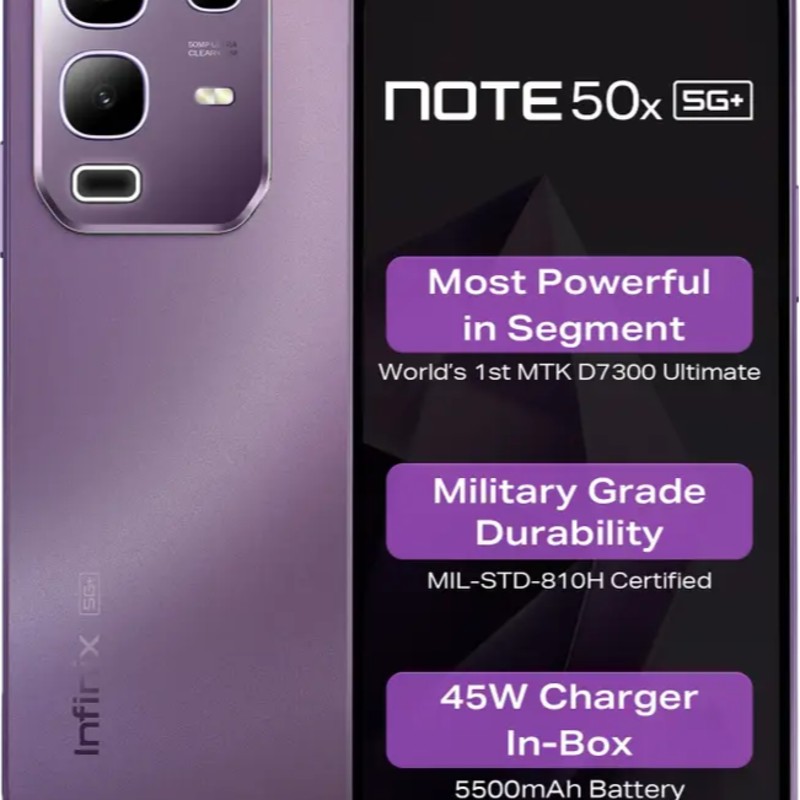 NOTE 50x 5G+
Most Powerful
in Segment
World's 1st MTK D7300 Ultimate
Military Grade
Durability
MIL-STD-810H Certified
45W Charger
In-Box
5500mAh Battery
Infinix 5G+
50MP